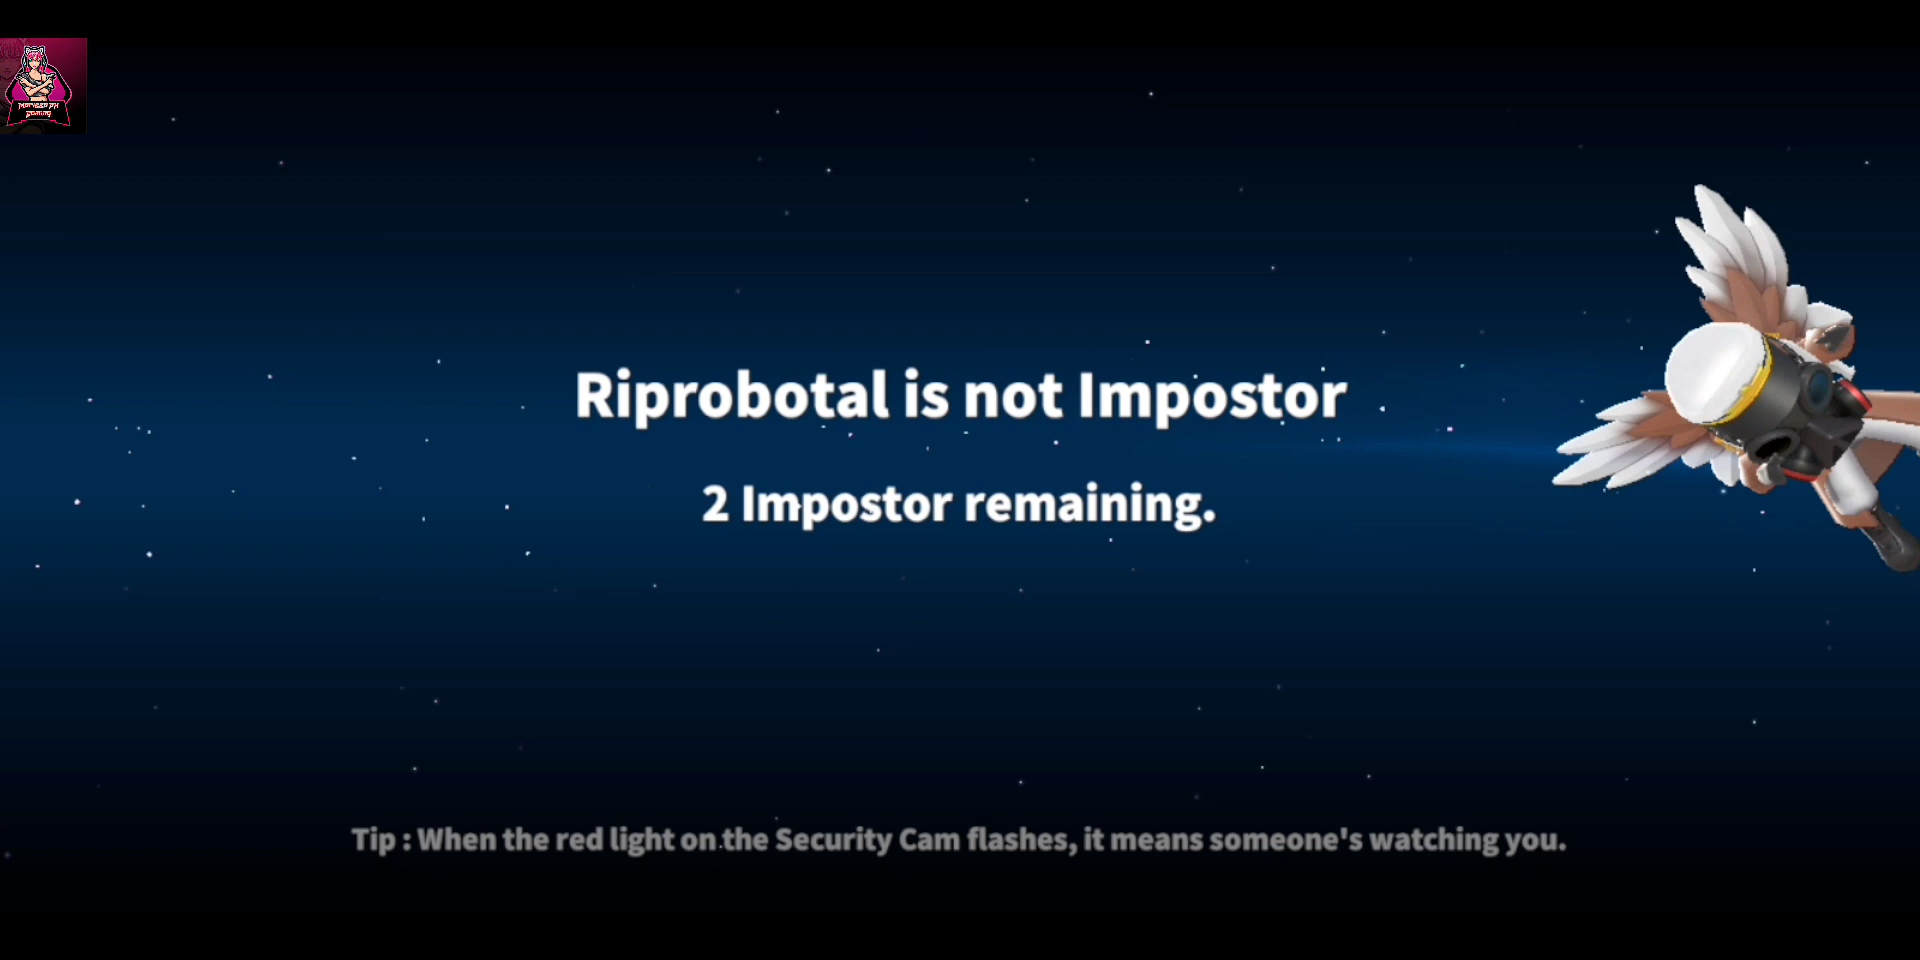 Riprobotal is not Impostor
2 Impostor remaining.
Tip : When the red light on the Security Cam flashes, it means someone's watching you.